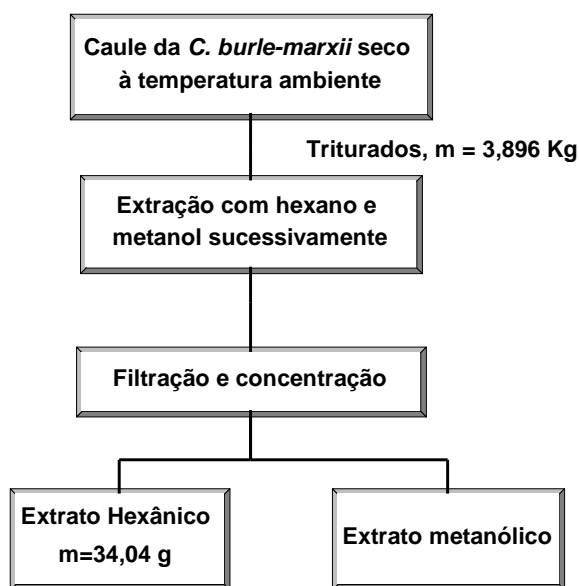 Caule da C. burle-marxii seco
à temperatura ambiente
Triturados, m = 3,896 Kg
Extração com hexano e
metanol sucessivamente
Filtração e concentração
Extrato Hexânico
m=34,04 g
Extrato metanólico